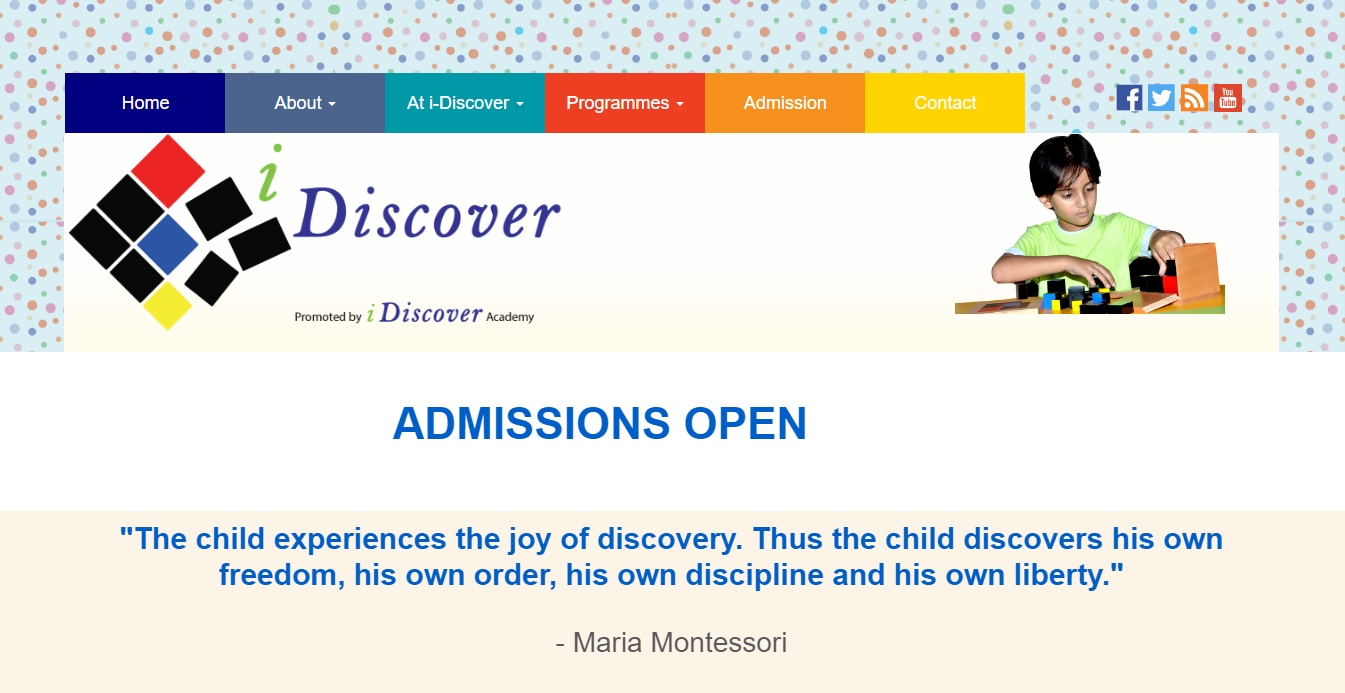 Home About At i-Discover Programmes Admission Contact
You Tube
i Discover
Promoted by i Discover Academy
ADMISSIONS OPEN
"The child experiences the joy of discovery. Thus the child discovers his own
freedom, his own order, his own discipline and his own liberty."
- Maria Montessori